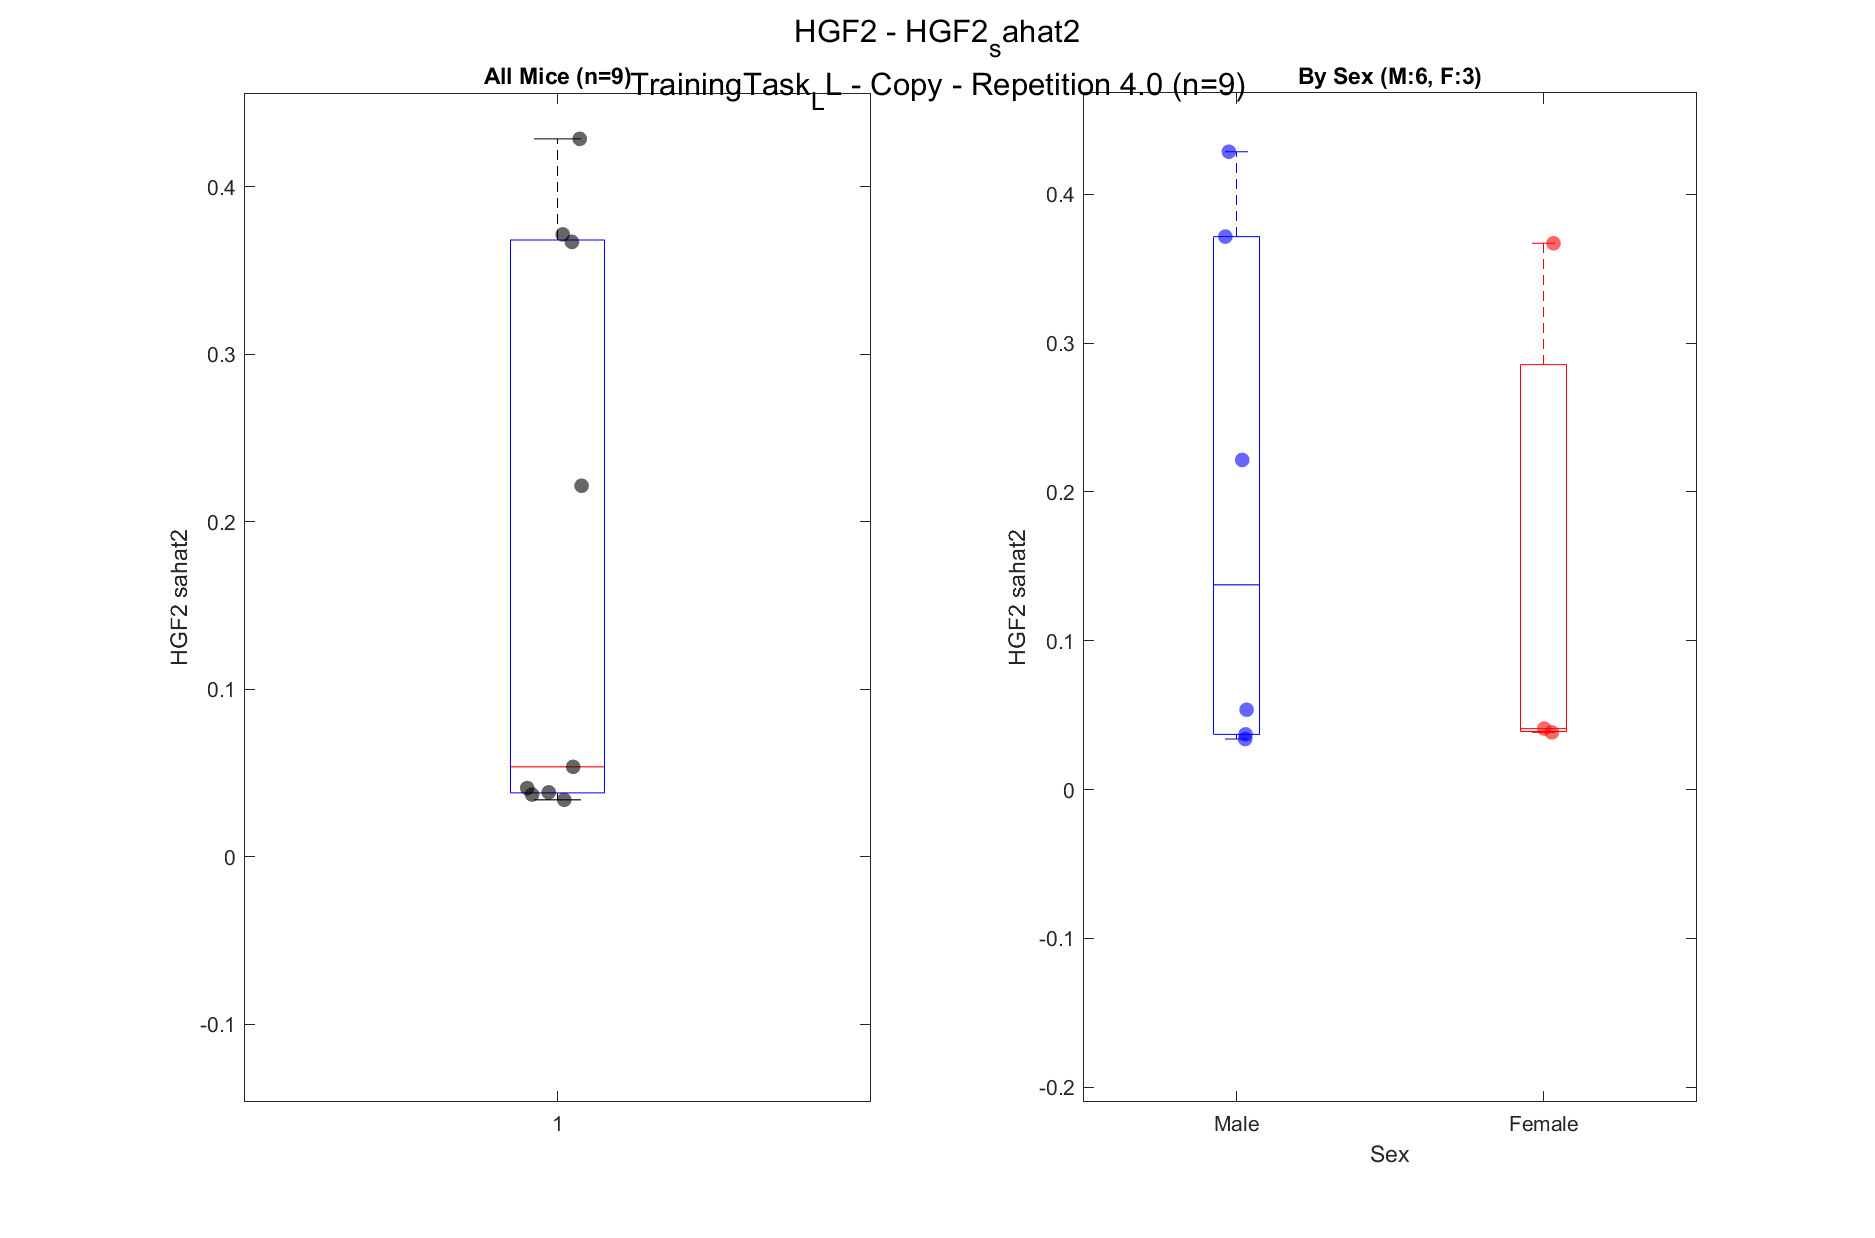 HGF2 - HGF2sahat2
TrainingTaskLL - Copy - Repetition 4.0 (n=9)
All Mice (n=9)
HGF2 sahat2
0.4
0.3
0.2
0.1
0
-0.1
1
By Sex (M:6, F:3)
HGF2 sahat2
0.4
0.3
0.2
0.1
0
-0.1
-0.2
Male Female
Sex